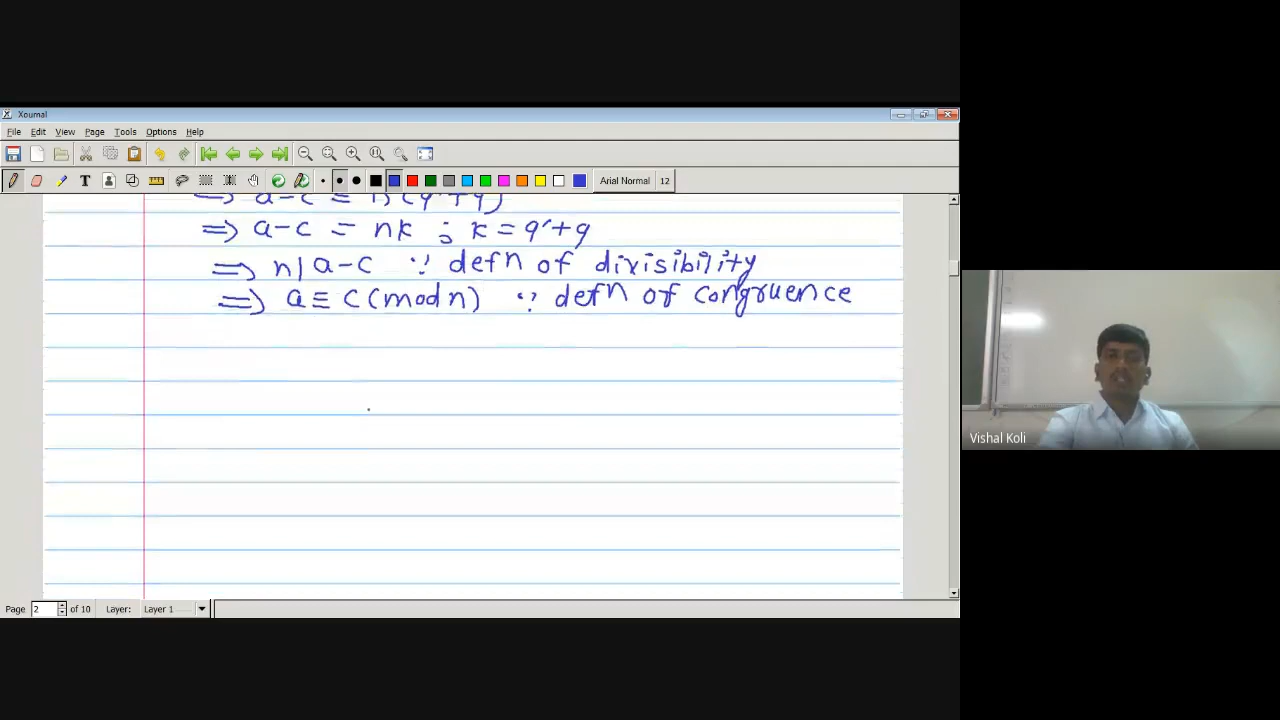 Xournal
File Edit View Page Tools Options Help
Arial Normal 12
⇒ a-c = n(q'+q)
⇒ a-c = nk ; k = q'+q
⇒ n|a-c ∵ defn of divisibility
⇒ a ≡ c (mod n) ∵ defn of congruence
Vishal Koli
Page 2 of 10 Layer: Layer 1